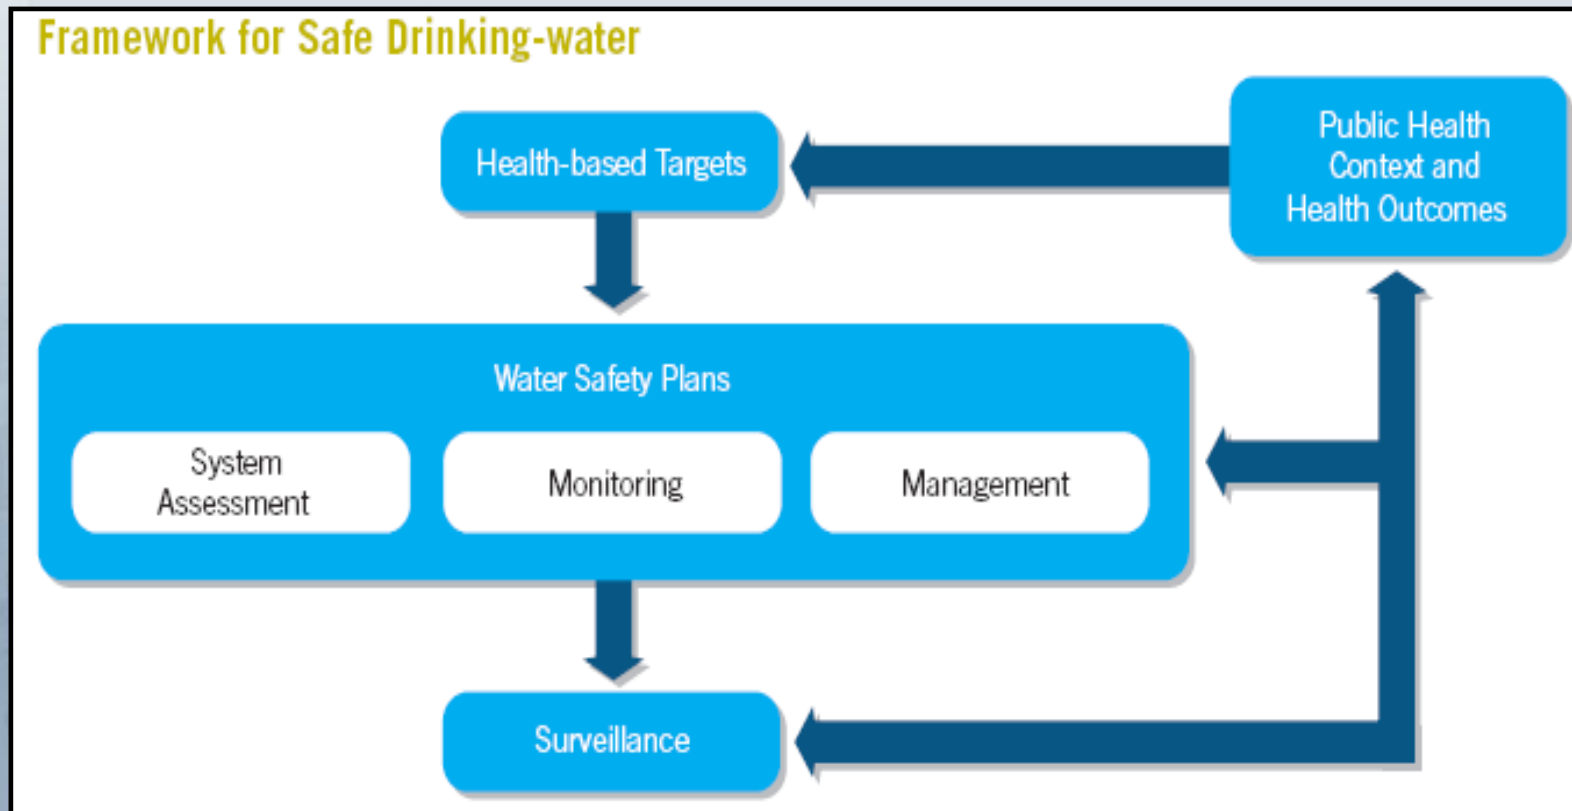 Framework for Safe Drinking-water
Health-based Targets
Public Health
Context and
Health Outcomes
Water Safety Plans
System
Assessment
Monitoring
Management
Surveillance